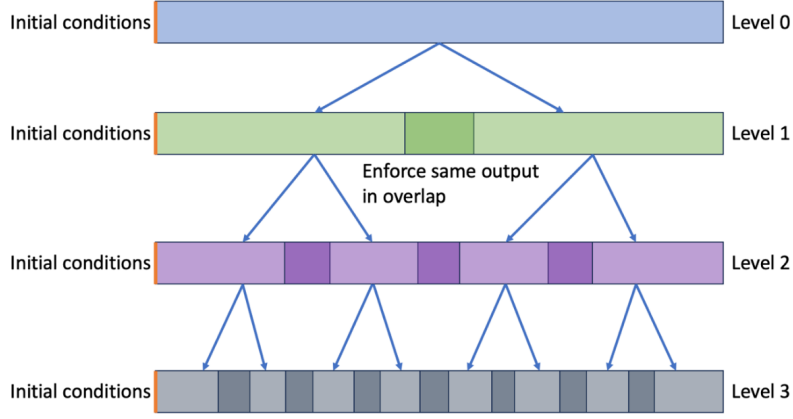 Initial conditions Level 0
Initial conditions Level 1
Enforce same output
in overlap
Initial conditions Level 2
Initial conditions Level 3